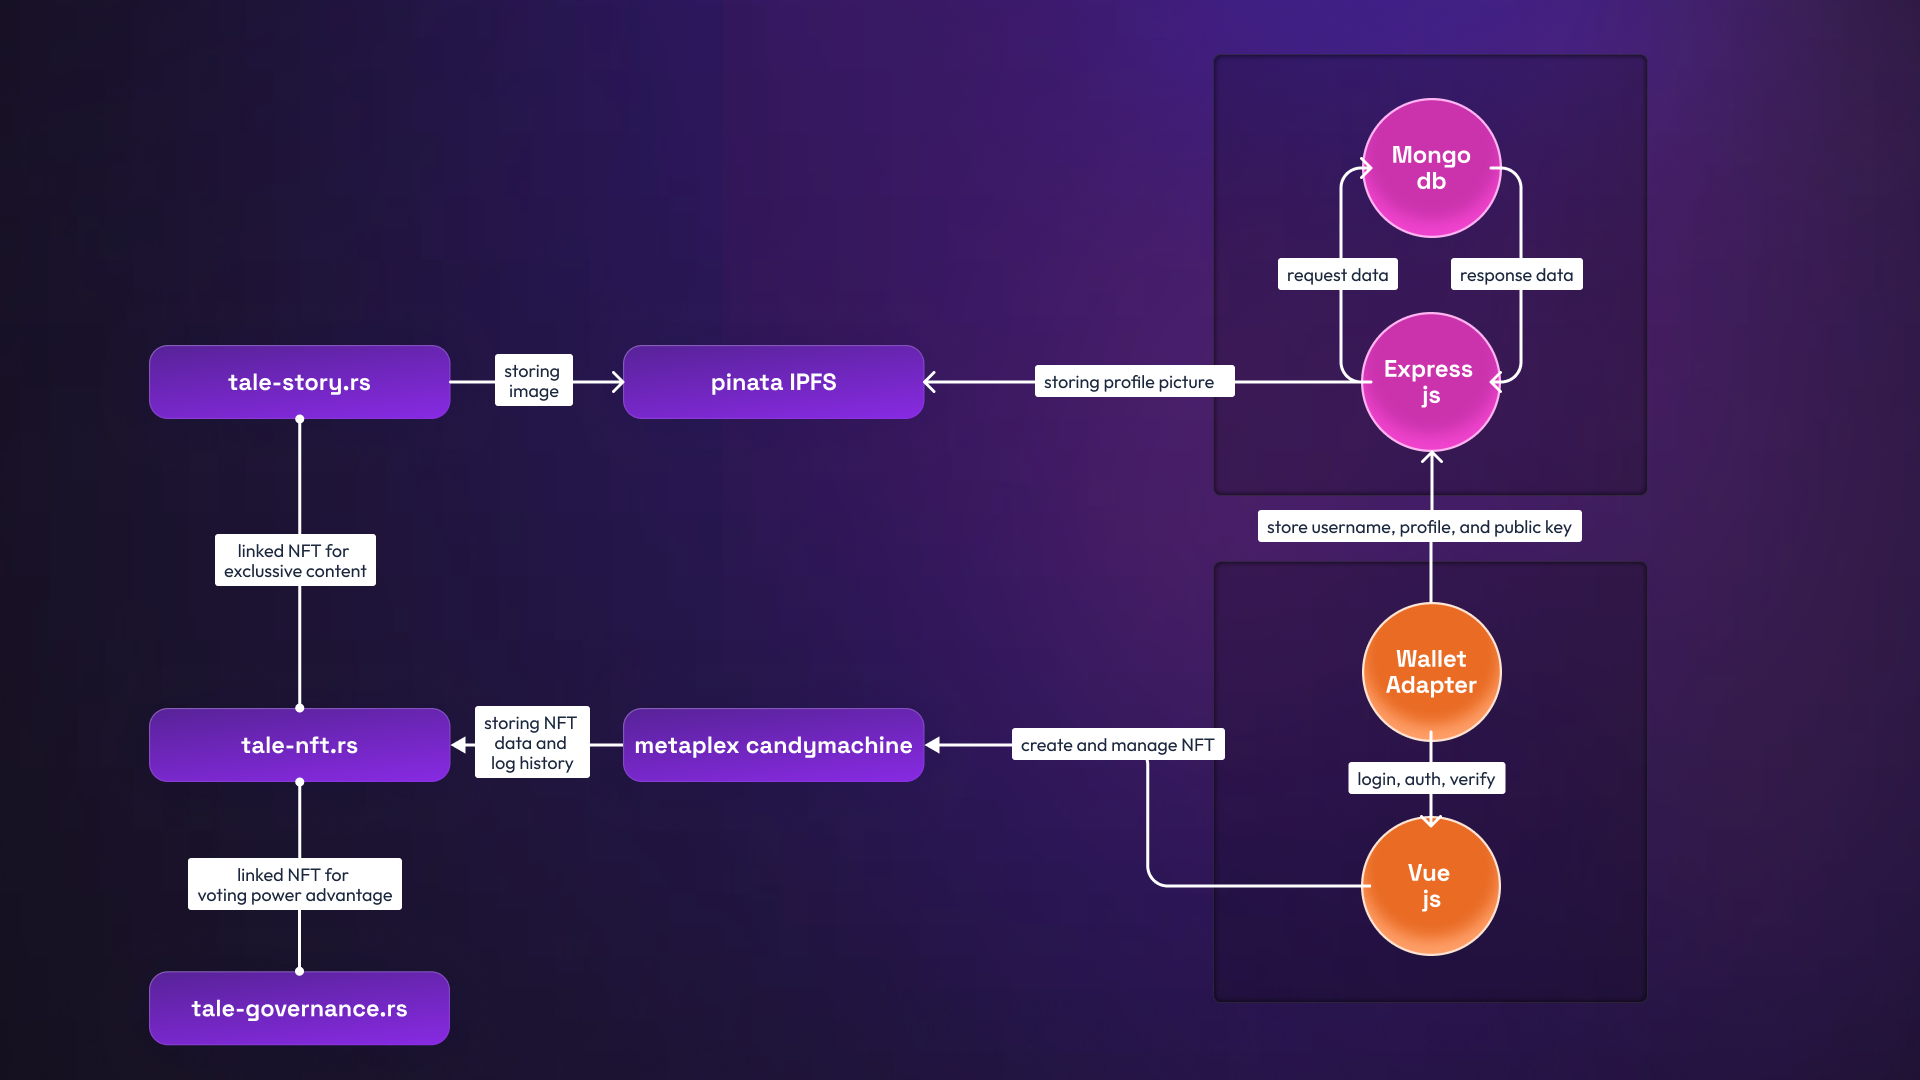 Mongo
db
request data
response data
tale-story.rs
storing
image
pinata IPFS
storing profile picture
Express
js
store username, profile, and public key
linked NFT for
exclussive content
Wallet
Adapter
tale-nft.rs
storing NFT
data and
log history
metaplex candymachine
create and manage NFT
login, auth, verify
linked NFT for
voting power advantage
Vue
js
tale-governance.rs